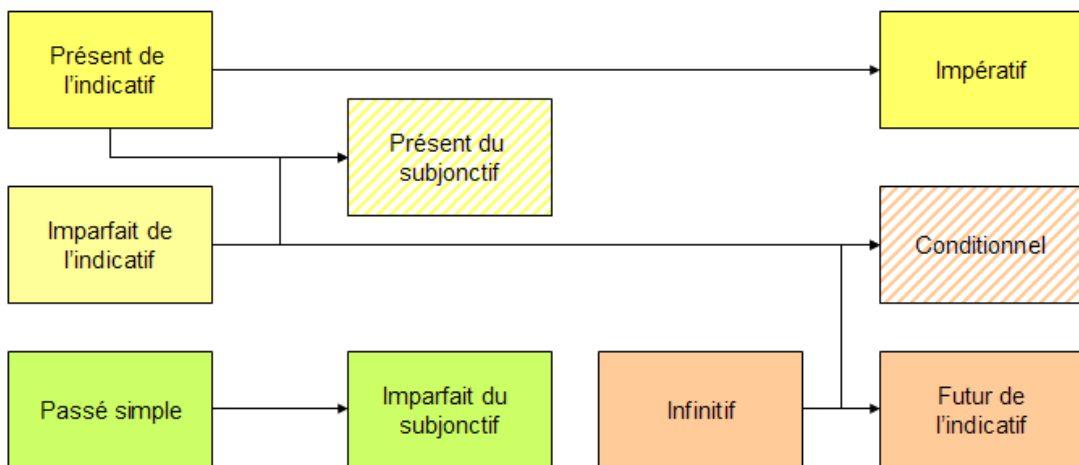 Présent de
l'indicatif
Impératif
Présent du
subjonctif
Imparfait de
l'indicatif
Conditionnel
Passé simple
Imparfait du
subjonctif
Infinitif
Futur de
l'indicatif